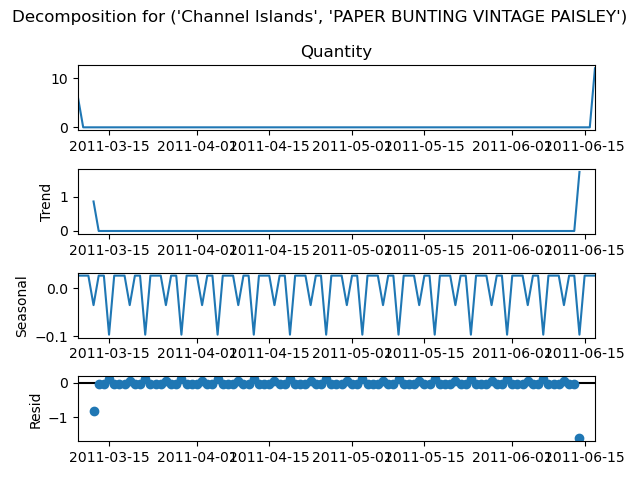 Decomposition for ('Channel Islands', 'PAPER BUNTING VINTAGE PAISLEY')
Quantity
10
0
2011-03-15 2011-04-01 2011-04-15 2011-05-01 2011-05-15 2011-06-01 2011-06-15
Trend
1
0
2011-03-15 2011-04-01 2011-04-15 2011-05-01 2011-05-15 2011-06-01 2011-06-15
Seasonal
0.0
−0.1
2011-03-15 2011-04-01 2011-04-15 2011-05-01 2011-05-15 2011-06-01 2011-06-15
Resid
0
−1
2011-03-15 2011-04-01 2011-04-15 2011-05-01 2011-05-15 2011-06-01 2011-06-15